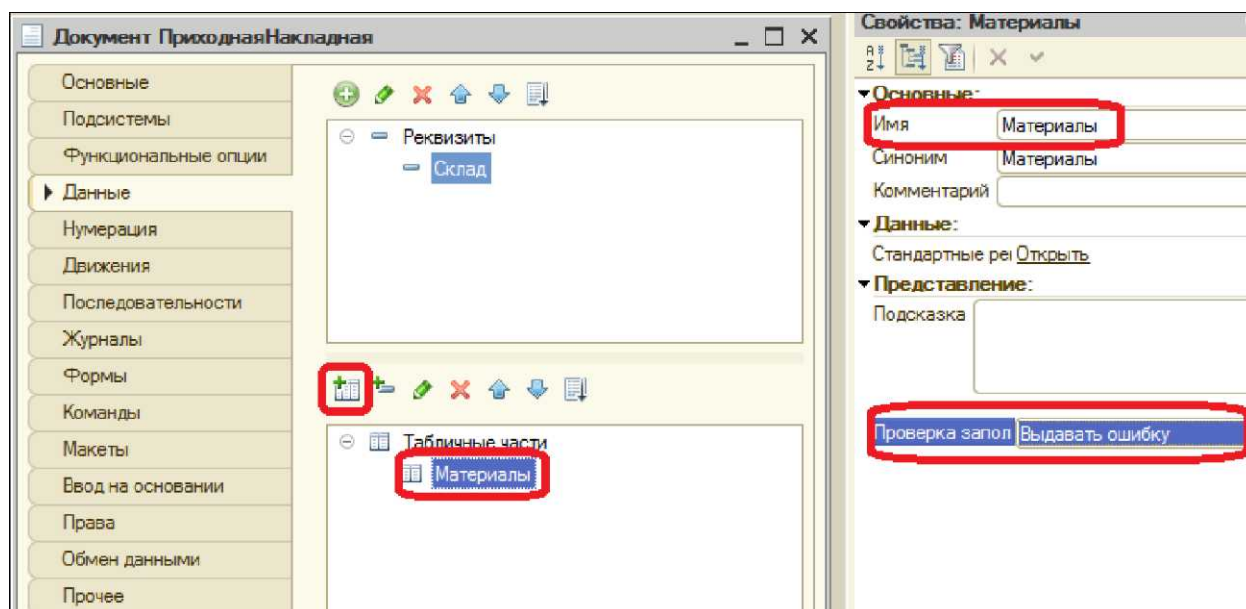 Документ ПриходнаяНакладная
Основные
Подсистемы
Функциональные опции
Данные
Нумерация
Движения
Последовательности
Журналы
Формы
Команды
Макеты
Ввод на основании
Права
Обмен данными
Прочее
Реквизиты
Склад
Табличные части
Материалы
Свойства: Материалы
Основные:
Имя Материалы
Синоним Материалы
Комментарий
Данные:
Стандартные рек Открыть
Представление:
Подсказка
Проверка запол Выдавать ошибку